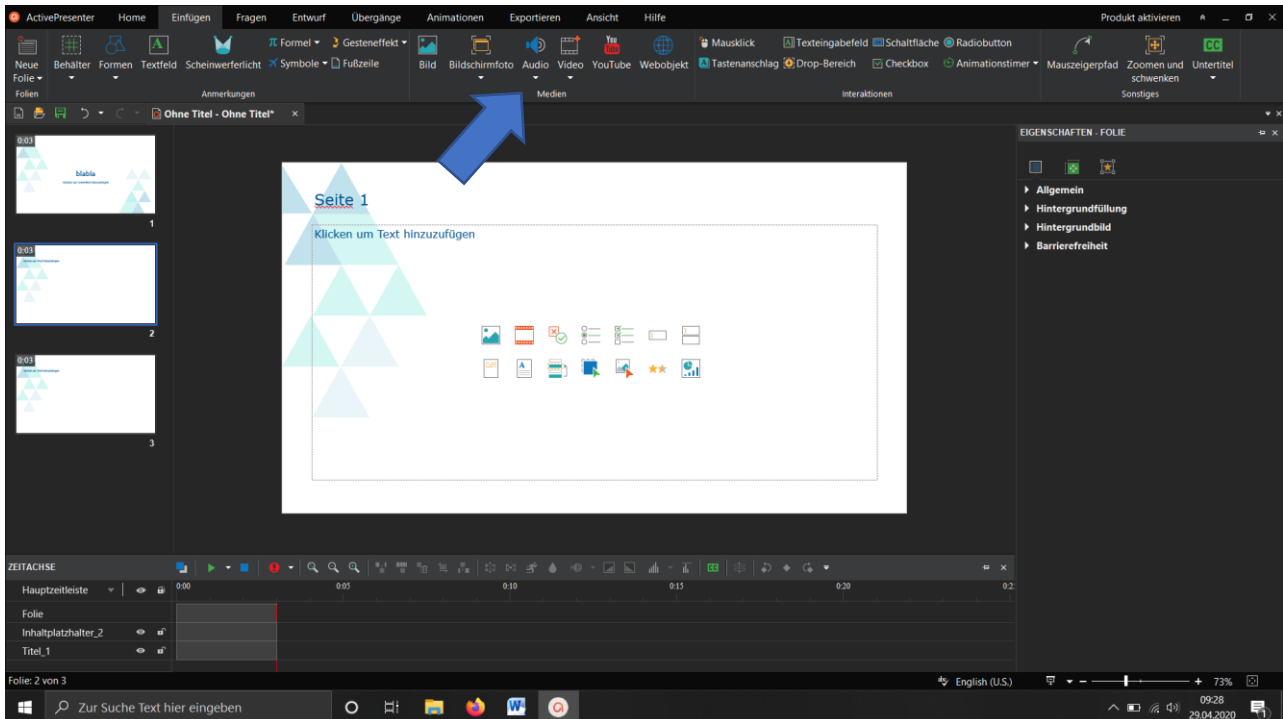 ActivePresenter Home Einfügen Fragen Entwurf Übergänge Animationen Exportieren Ansicht Hilfe Produkt aktivieren
π Formel Gesteneffekt You Mausklick Texteingabefeld Schaltfläche Radiobutton CC
Neue Behälter Formen Textfeld Scheinwerferlicht Symbole Fußzeile Bild Bildschirmfoto Audio Video YouTube Webobjekt Tastenanschlag Drop-Bereich Checkbox Animationstimer Mauszeigerpfad Zoomen und Untertitel
Folie schwenken
Folien Anmerkungen Medien Interaktionen Sonstiges
Ohne Titel - Ohne Titel*
EIGENSCHAFTEN - FOLIE
0:03
blabla
1
0:03
2
0:03
3
Seite 1
Klicken um Text hinzuzufügen
Allgemein
Hintergrundfüllung
Hintergrundbild
Barrierefreiheit
ZEITACHSE
Hauptzeitleiste 0:00 0:05 0:10 0:15 0:20
Folie
Inhaltplatzhalter_2
Titel_1
Folie: 2 von 3 English (U.S.) 73%
Zur Suche Text hier eingeben 09:28
29.04.2020